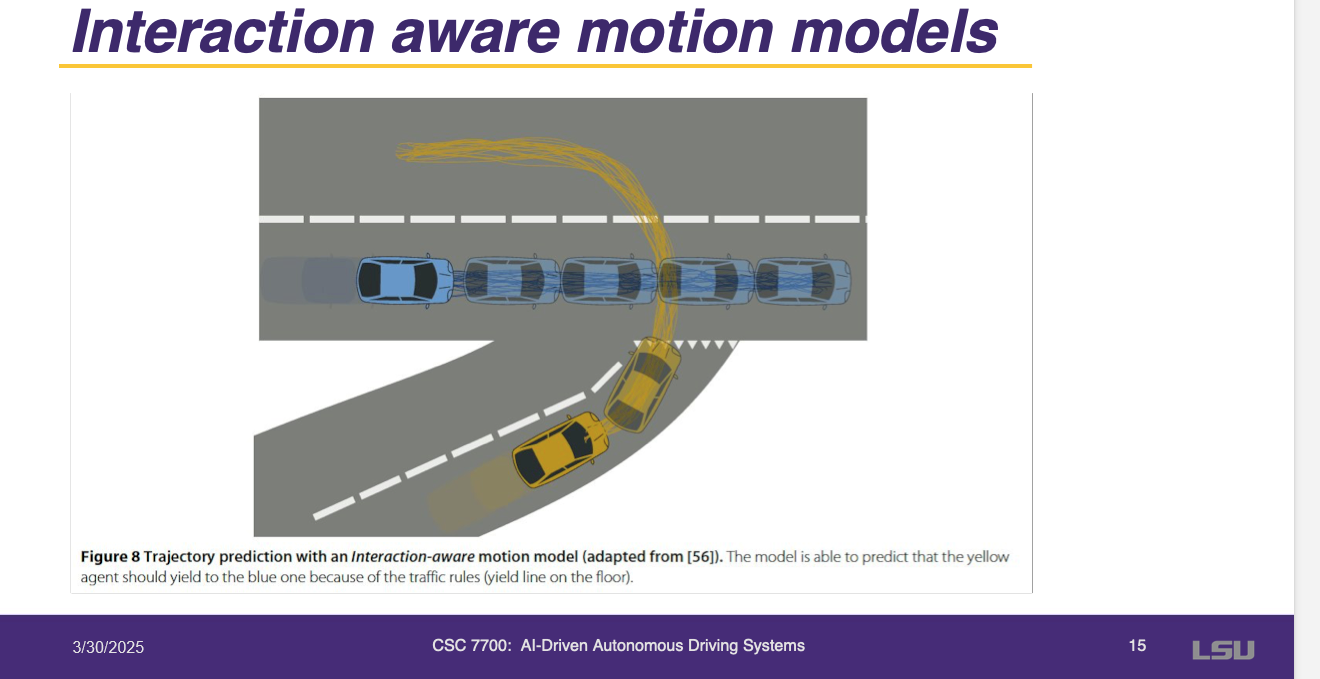 Interaction aware motion models
Figure 8 Trajectory prediction with an Interaction-aware motion model (adapted from [56]). The model is able to predict that the yellow
agent should yield to the blue one because of the traffic rules (yield line on the floor).
3/30/2025
CSC 7700: AI-Driven Autonomous Driving Systems
15
LSU